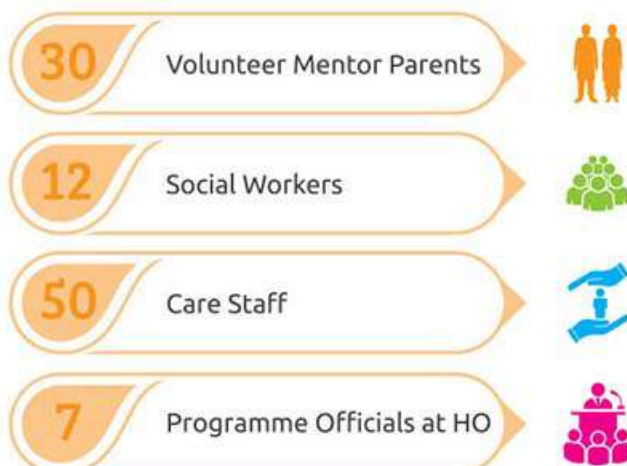 30 Volunteer Mentor Parents
12 Social Workers
50 Care Staff
7 Programme Officials at HO